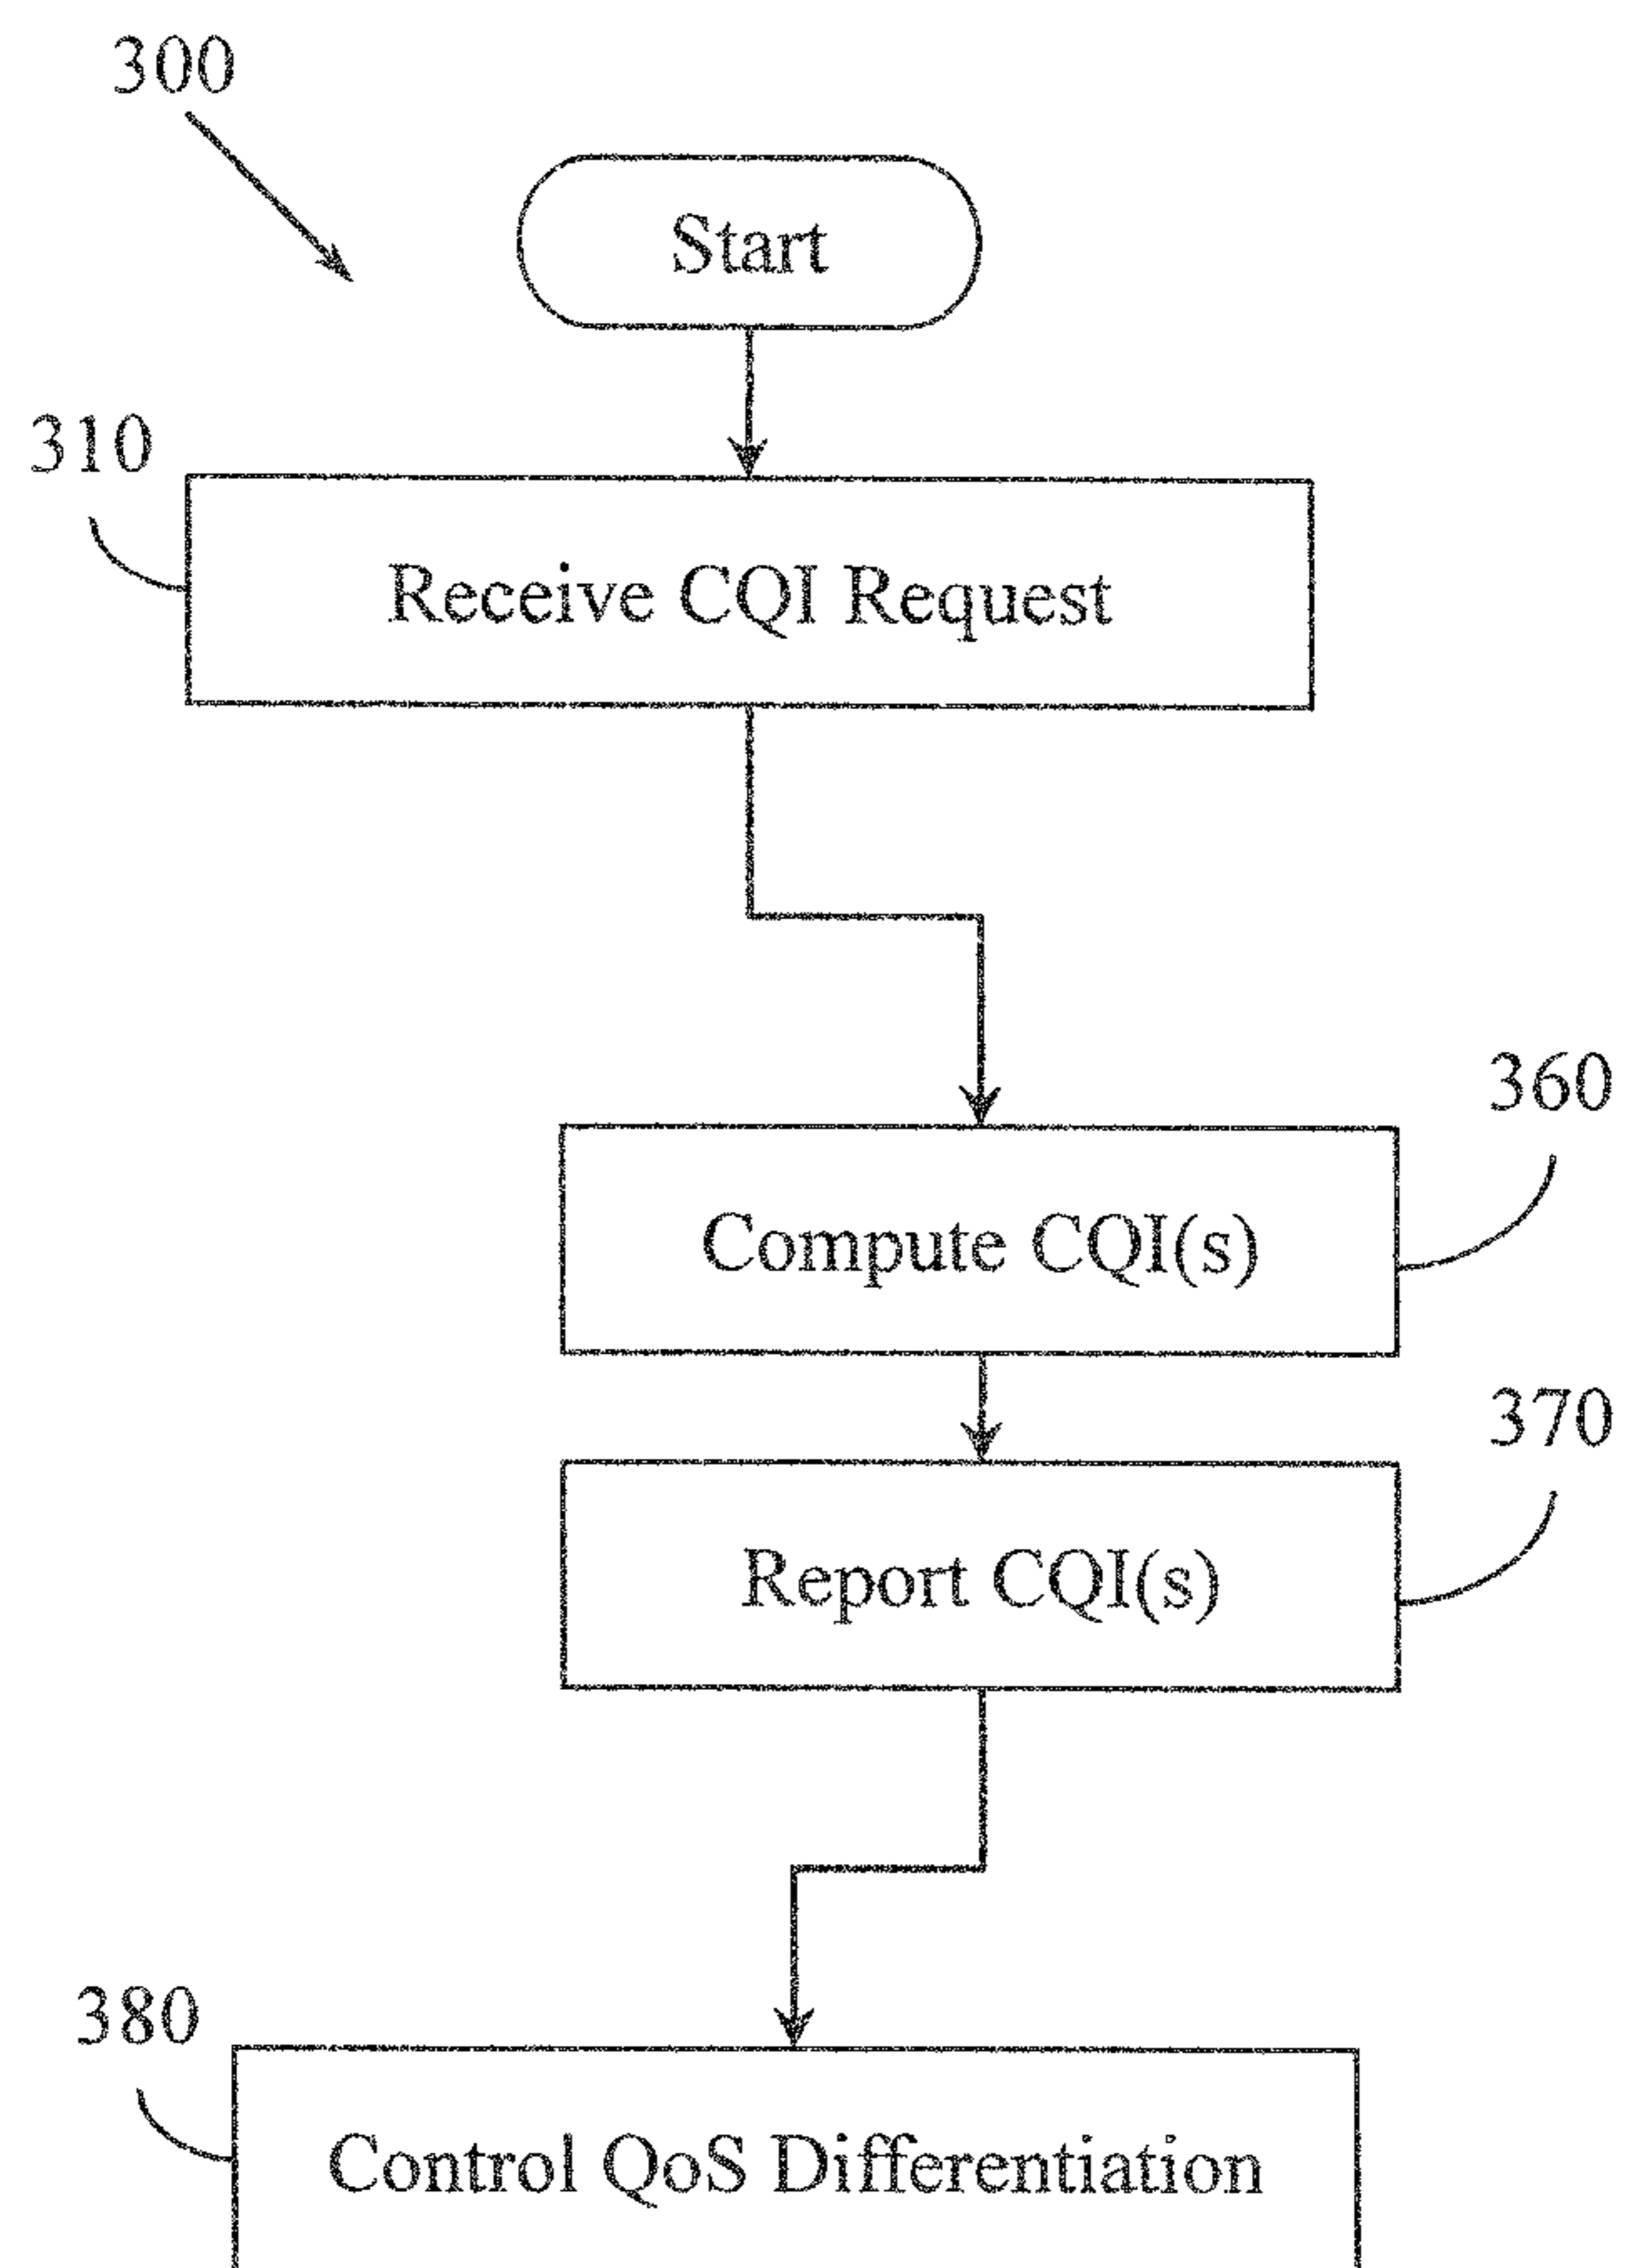 300
Start
310
Receive CQI Request
360
Compute CQI(s)
370
Report CQI(s)
380
Control QoS Differentiation